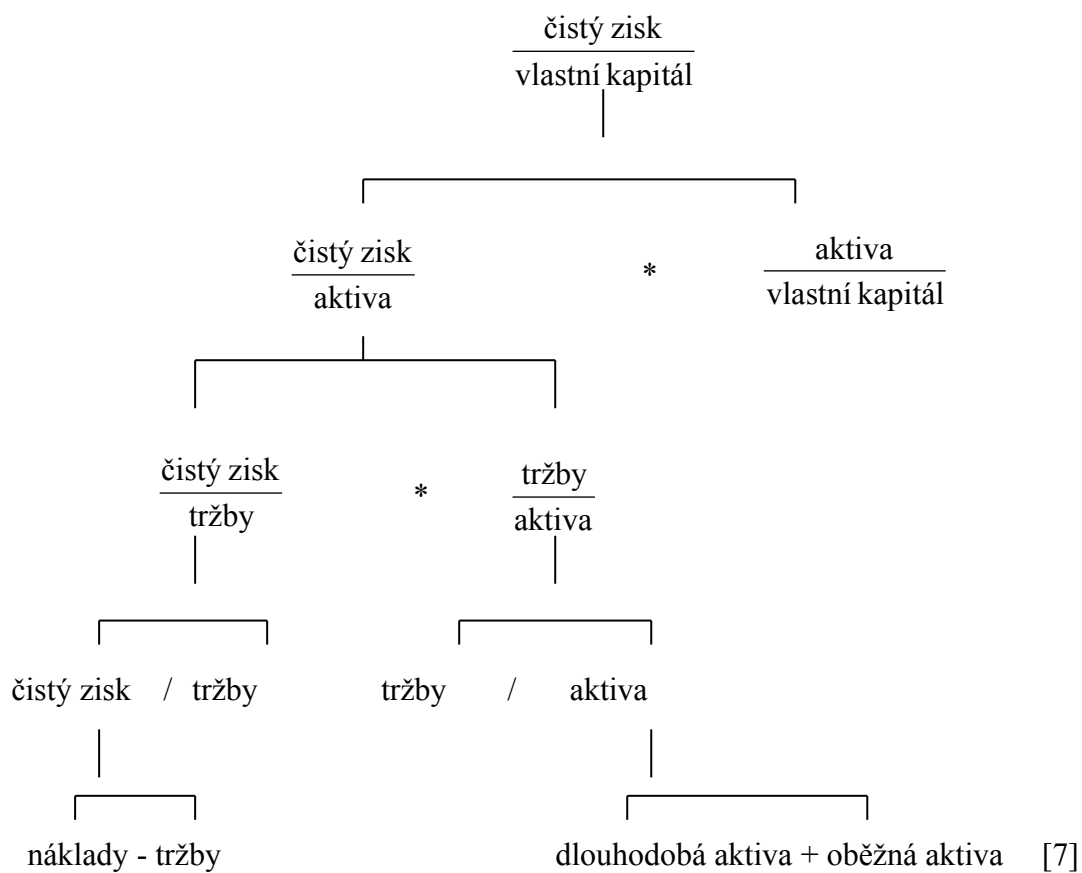 čistý zisk
vlastní kapitál
čistý zisk
aktiva
*
aktiva
vlastní kapitál
čistý zisk
tržby
*
tržby
aktiva
čistý zisk / tržby tržby / aktiva
náklady - tržby dlouhodobá aktiva + oběžná aktiva [7]